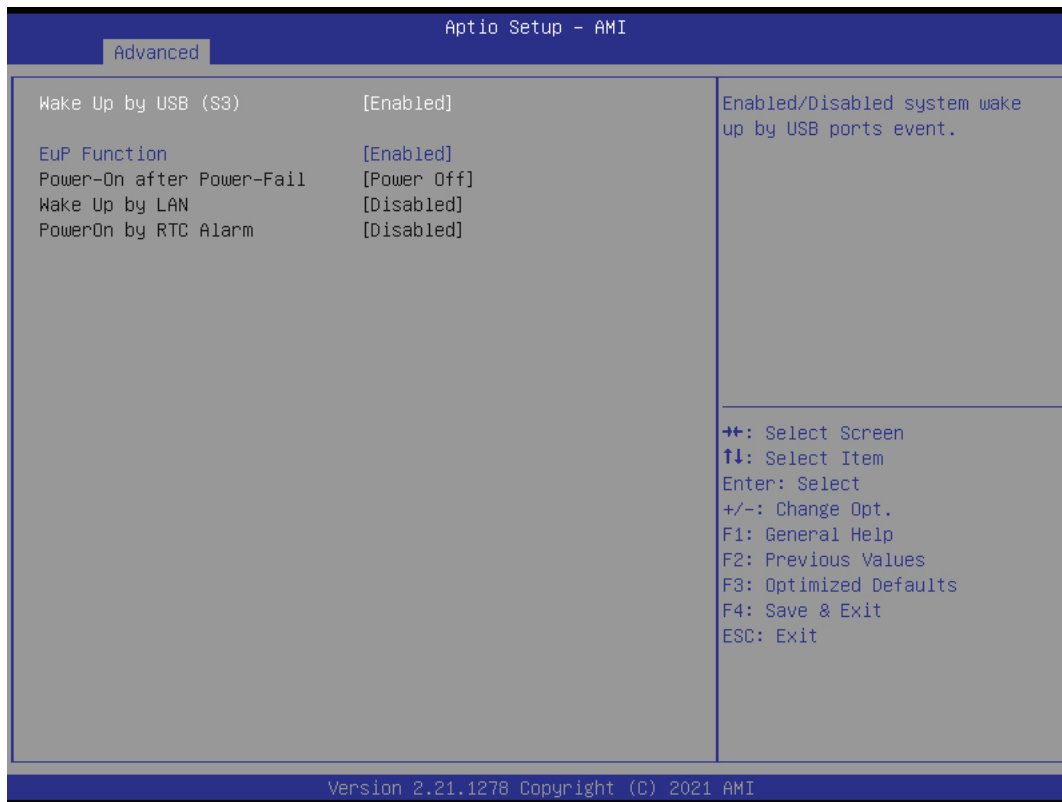 Aptio Setup – AMI
Advanced
Wake Up by USB (S3) [Enabled]
EuP Function [Enabled]
Power-On after Power-Fail [Power Off]
Wake Up by LAN [Disabled]
PowerOn by RTC Alarm [Disabled]
Enabled/Disabled system wake
up by USB ports event.
→←: Select Screen
↑↓: Select Item
Enter: Select
+/-: Change Opt.
F1: General Help
F2: Previous Values
F3: Optimized Defaults
F4: Save & Exit
ESC: Exit
Version 2.21.1278 Copyright (C) 2021 AMI